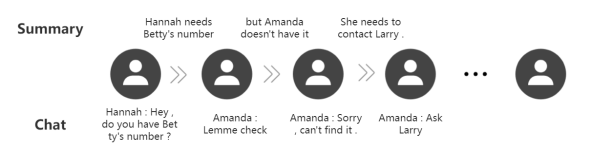 Summary
Hannah needs
Betty's number
but Amanda
doesn't have it
She needs to
contact Larry .
Chat
Hannah : Hey ,
do you have Bet
ty's number ?
Amanda :
Lemme check
Amanda : Sorry
, can't find it .
Amanda : Ask
Larry